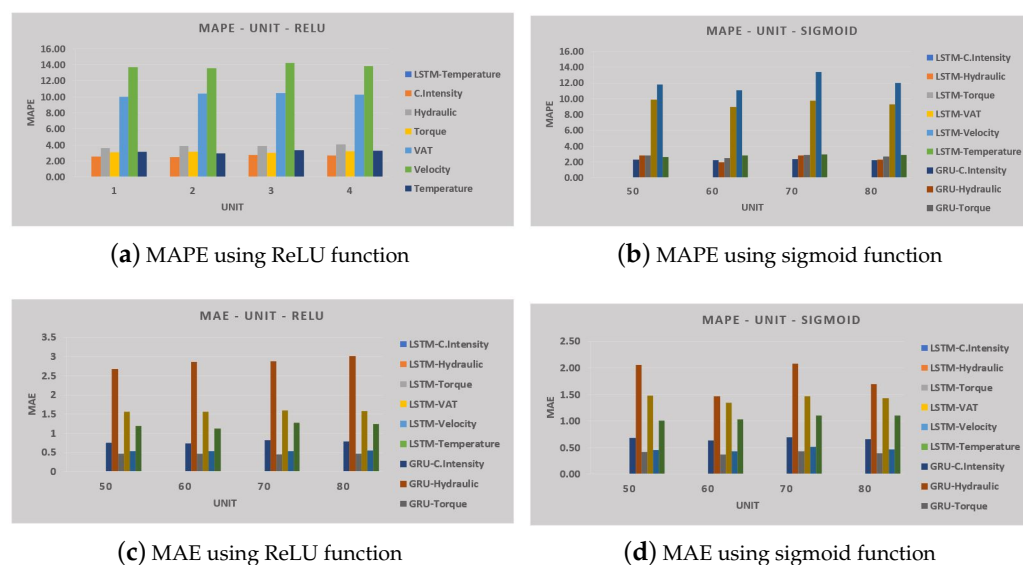 MAPE - UNIT - RELU
16.00
14.00
12.00
10.00
8.00
6.00
4.00
2.00
0.00
MAPE
1 2 3 4
UNIT
LSTM-Temperature
C.Intensity
Hydraulic
Torque
VAT
Velocity
Temperature
(a) MAPE using ReLU function
MAPE - UNIT - SIGMOID
16.00
14.00
12.00
10.00
8.00
6.00
4.00
2.00
0.00
MAPE
50 60 70 80
UNIT
LSTM-C.Intensity
LSTM-Hydraulic
LSTM-Torque
LSTM-VAT
LSTM-Velocity
LSTM-Temperature
GRU-C.Intensity
GRU-Hydraulic
GRU-Torque
(b) MAPE using sigmoid function
MAE - UNIT - RELU
3.5
3
2.5
2
1.5
1
0.5
0
MAE
50 60 70 80
UNIT
LSTM-C.Intensity
LSTM-Hydraulic
LSTM-Torque
LSTM-VAT
LSTM-Velocity
LSTM-Temperature
GRU-C.Intensity
GRU-Hydraulic
GRU-Torque
(c) MAE using ReLU function
MAPE - UNIT - SIGMOID
2.50
2.00
1.50
1.00
0.50
0.00
MAE
50 60 70 80
UNIT
LSTM-C.Intensity
LSTM-Hydraulic
LSTM-Torque
LSTM-VAT
LSTM-Velocity
LSTM-Temperature
GRU-C.Intensity
GRU-Hydraulic
GRU-Torque
(d) MAE using sigmoid function